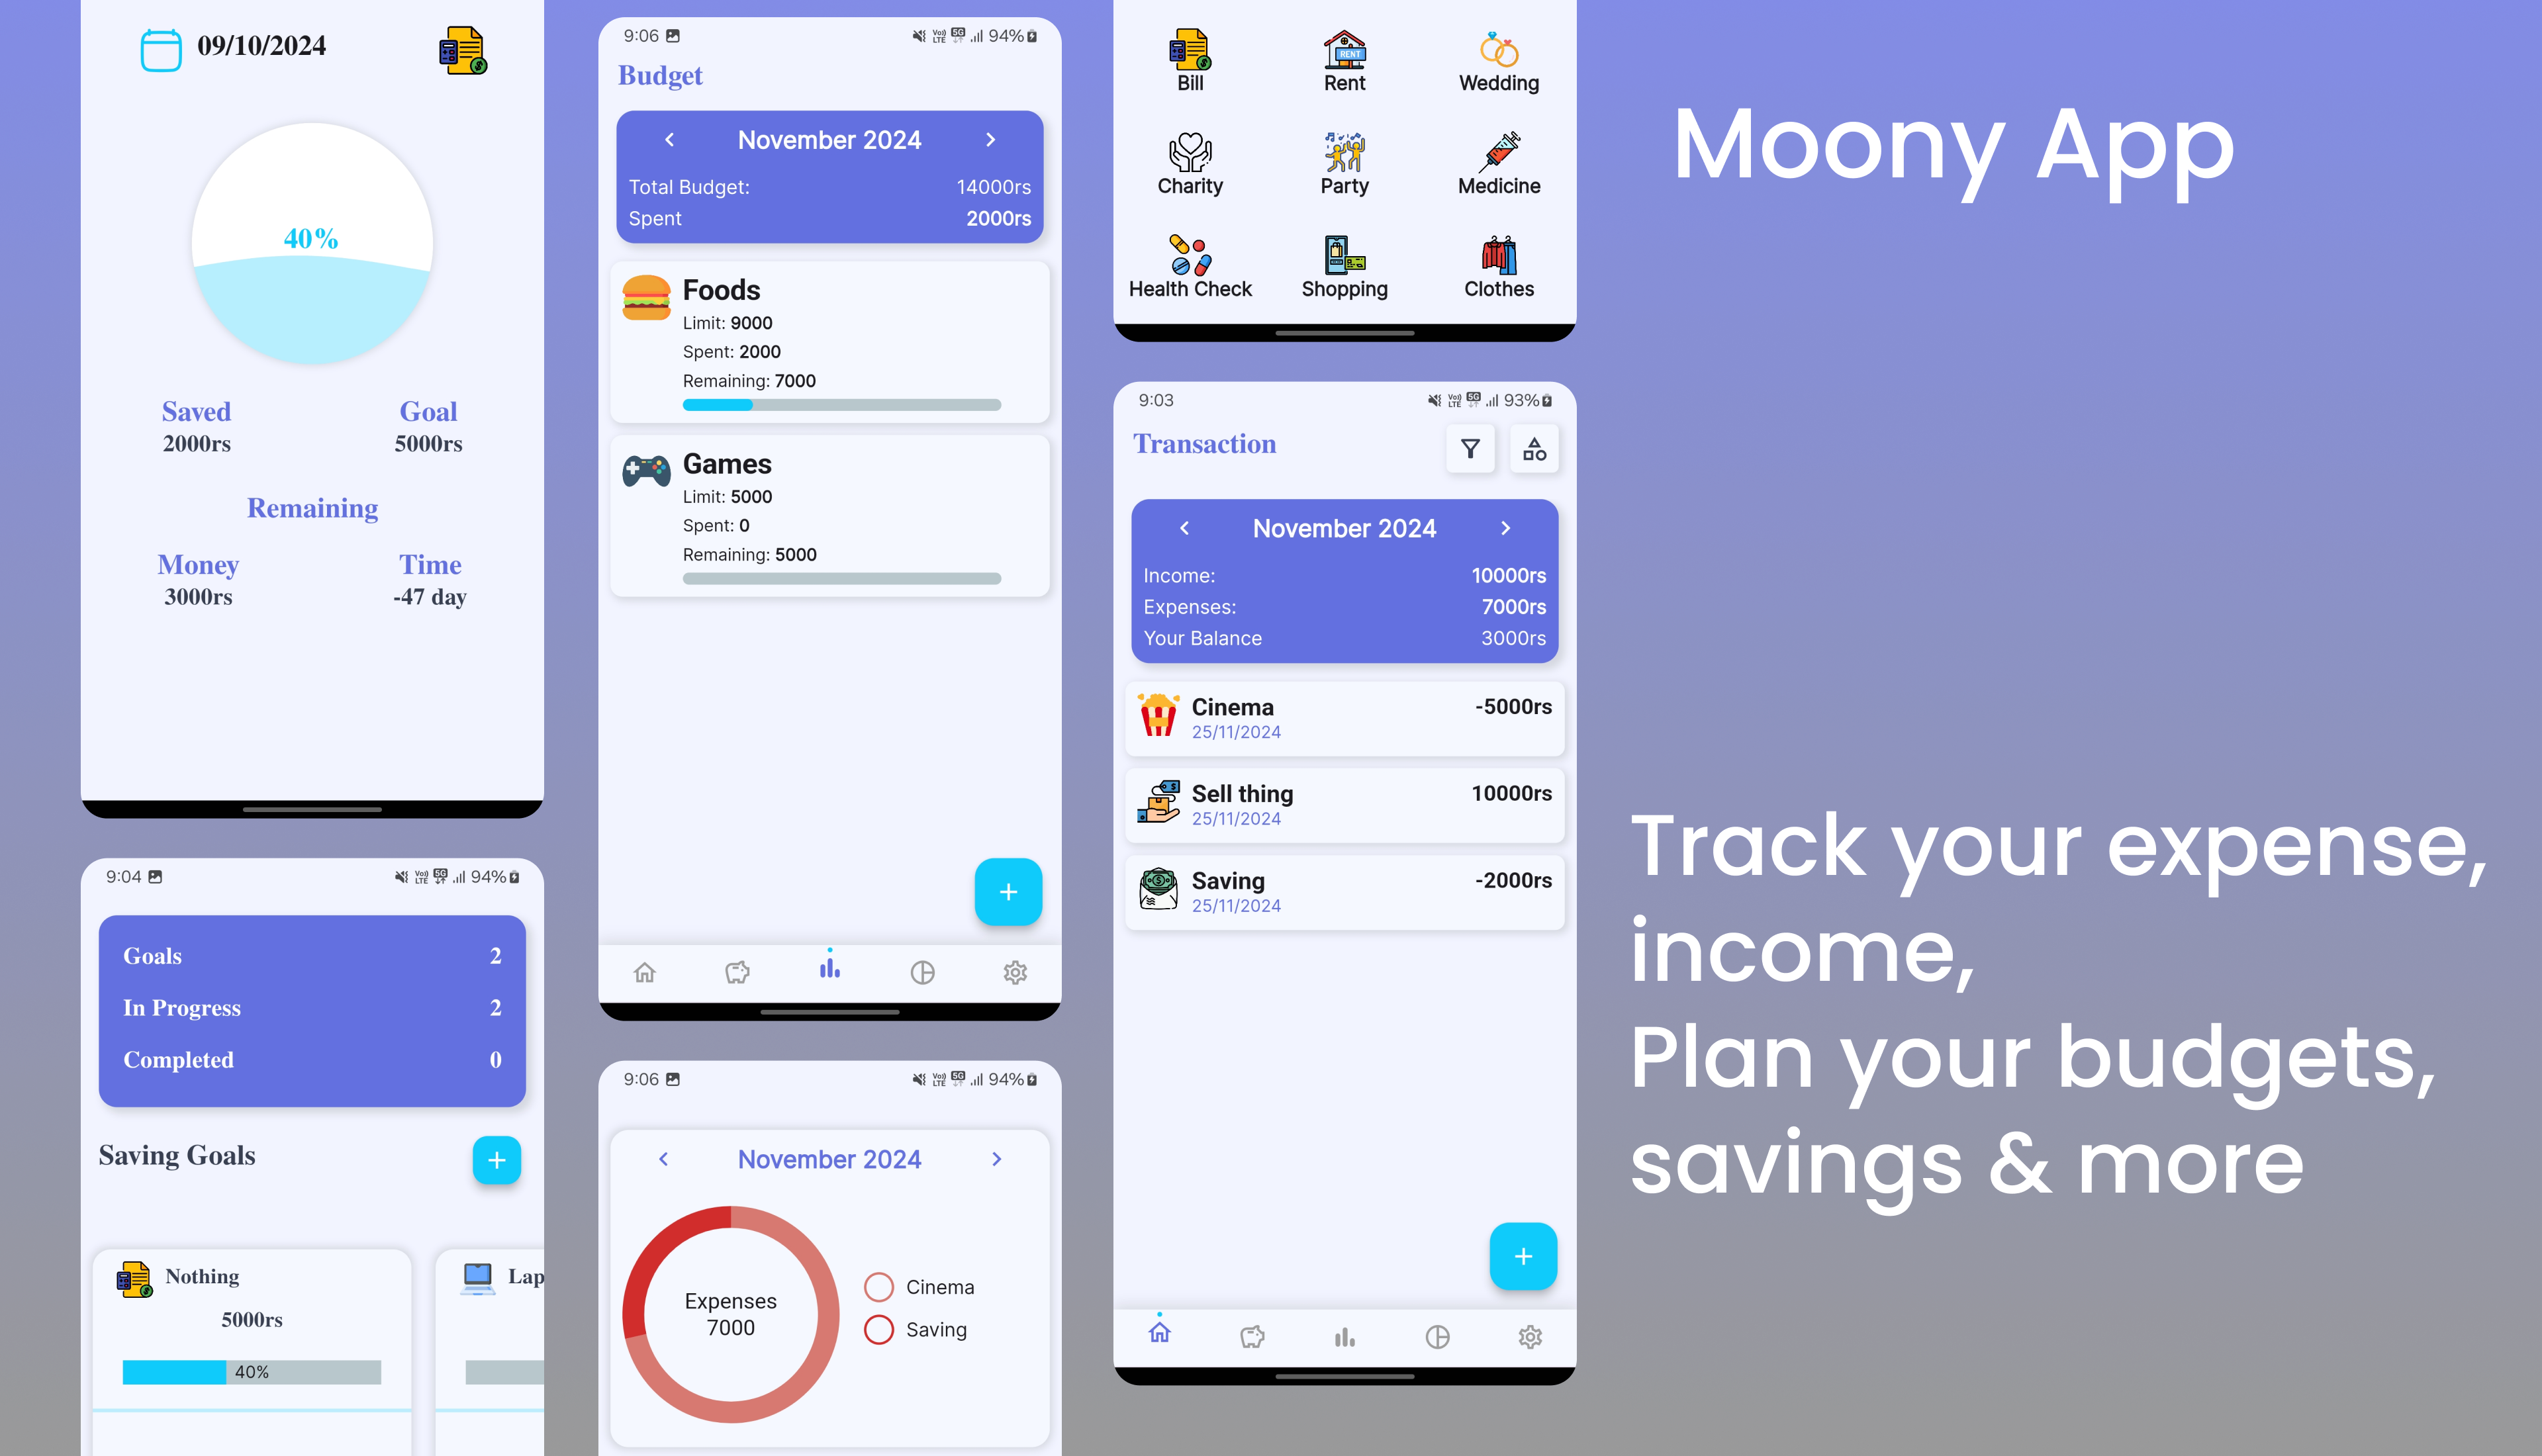 09/10/2024
40%
Saved
Goal
2000rs
5000rs
Remaining
Money
Time
3000rs
-47 day
9:04
94%
Goals 2
In Progress 2
Completed 0
Saving Goals
+
Nothing
5000rs
40%
Lap
9:06
Vo) LTE 5G 94%
Budget
November 2024
Total Budget: 14000rs
Spent 2000rs
Foods
Limit: 9000
Spent: 2000
Remaining: 7000
Games
Limit: 5000
Spent: 0
Remaining: 5000
+
9:06
94%
November 2024
Expenses
7000
Cinema
Saving
Bill
RENT
Rent
Wedding
Charity
Party
Medicine
Health Check
Shopping
Clothes
9:03
93%
Transaction
November 2024
Income: 10000rs
Expenses: 7000rs
Your Balance 3000rs
Cinema -5000rs
25/11/2024
Sell thing 10000rs
25/11/2024
Saving -2000rs
25/11/2024
+
Moony App
Track your expense,
income,
Plan your budgets,
savings & more